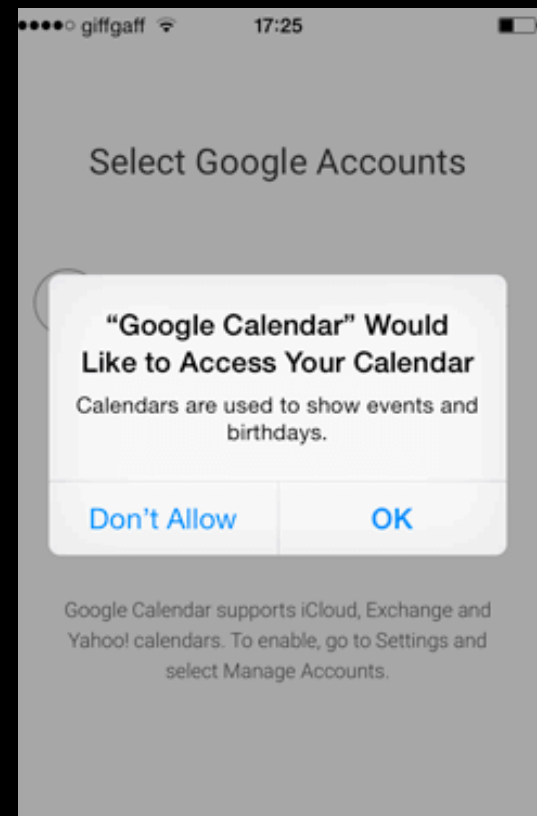 giffgaff 17:25
Select Google Accounts
“Google Calendar” Would
Like to Access Your Calendar
Calendars are used to show events and
birthdays.
Don’t Allow OK
Google Calendar supports iCloud, Exchange and
Yahoo! calendars. To enable, go to Settings and
select Manage Accounts.